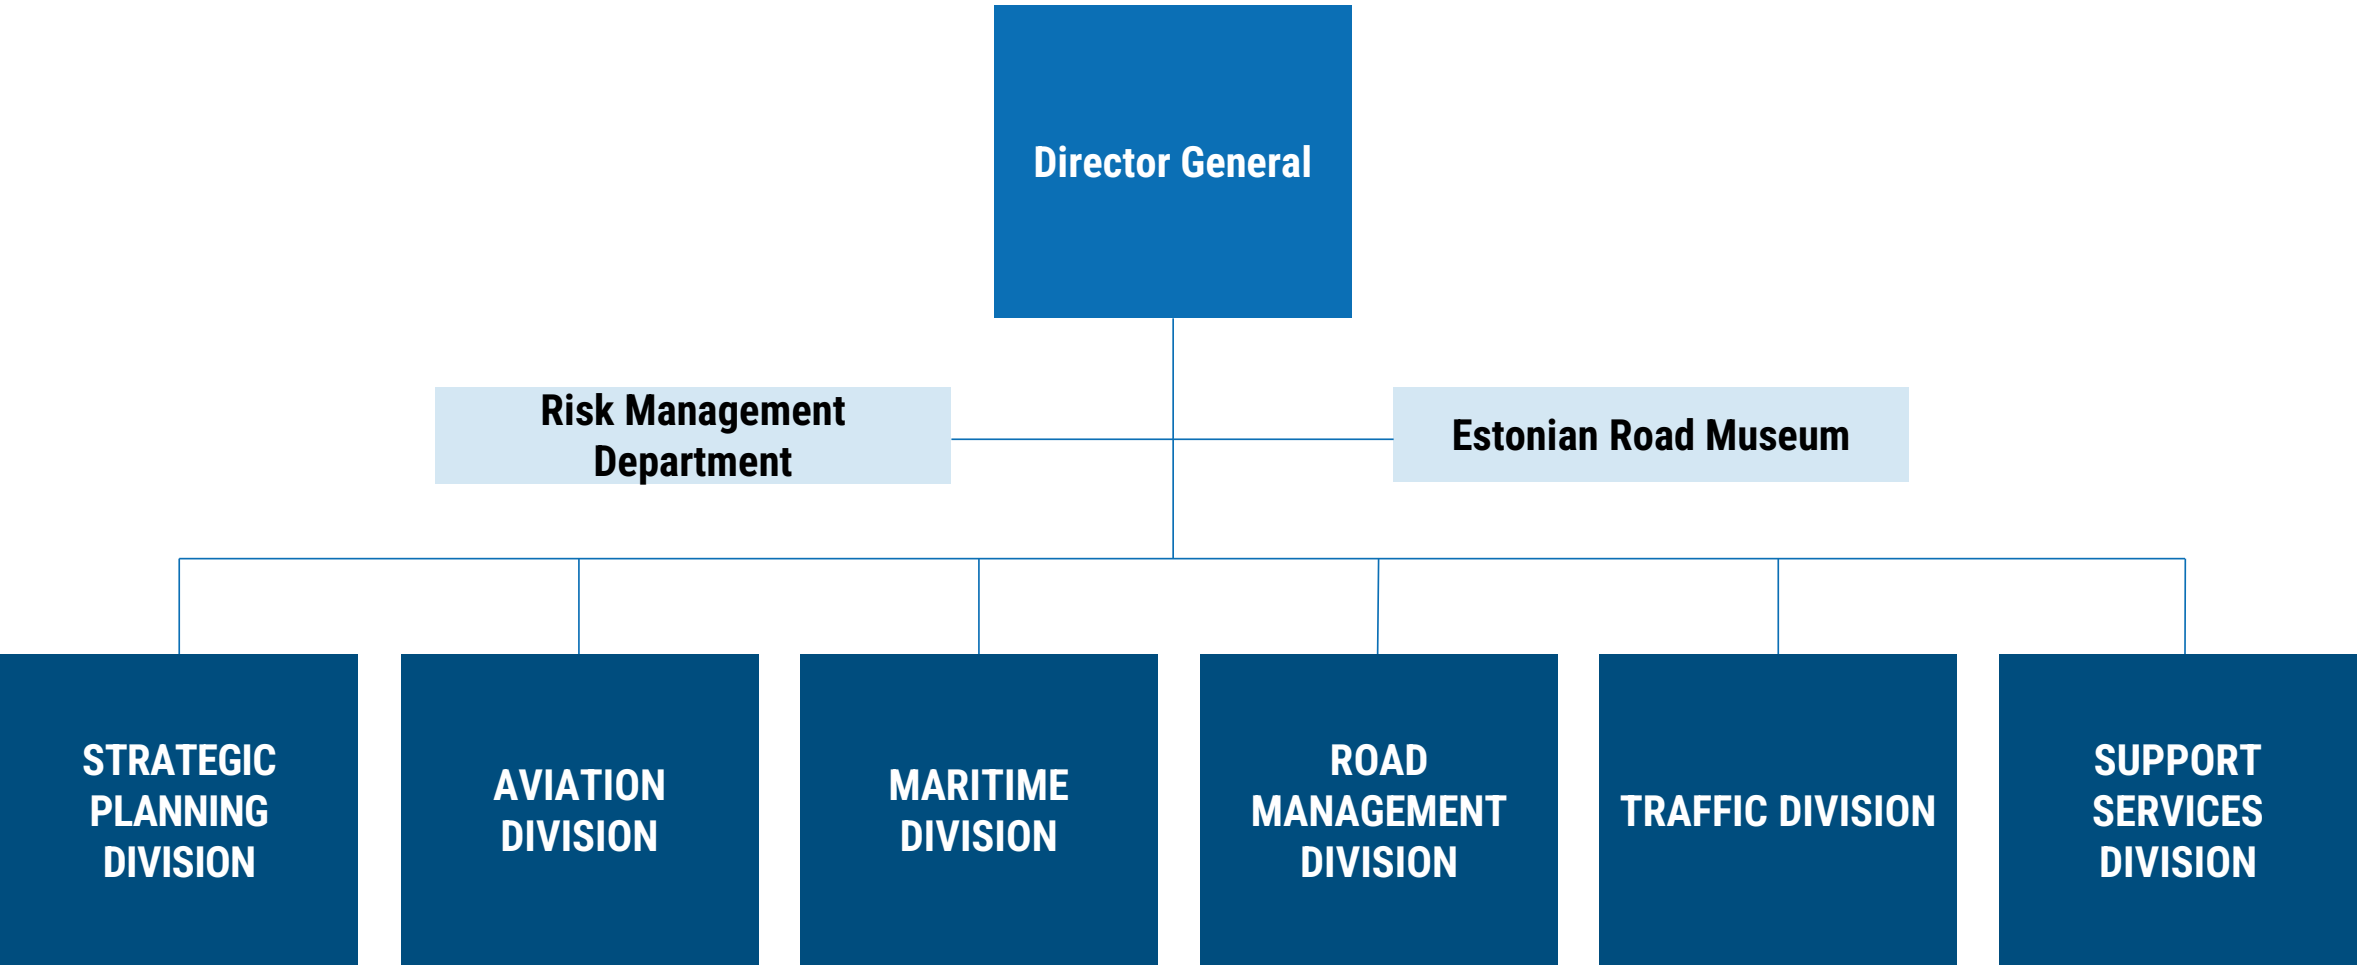 Director General
Risk Management
Department
Estonian Road Museum
STRATEGIC
PLANNING
DIVISION
AVIATION
DIVISION
MARITIME
DIVISION
ROAD
MANAGEMENT
DIVISION
TRAFFIC DIVISION
SUPPORT
SERVICES
DIVISION